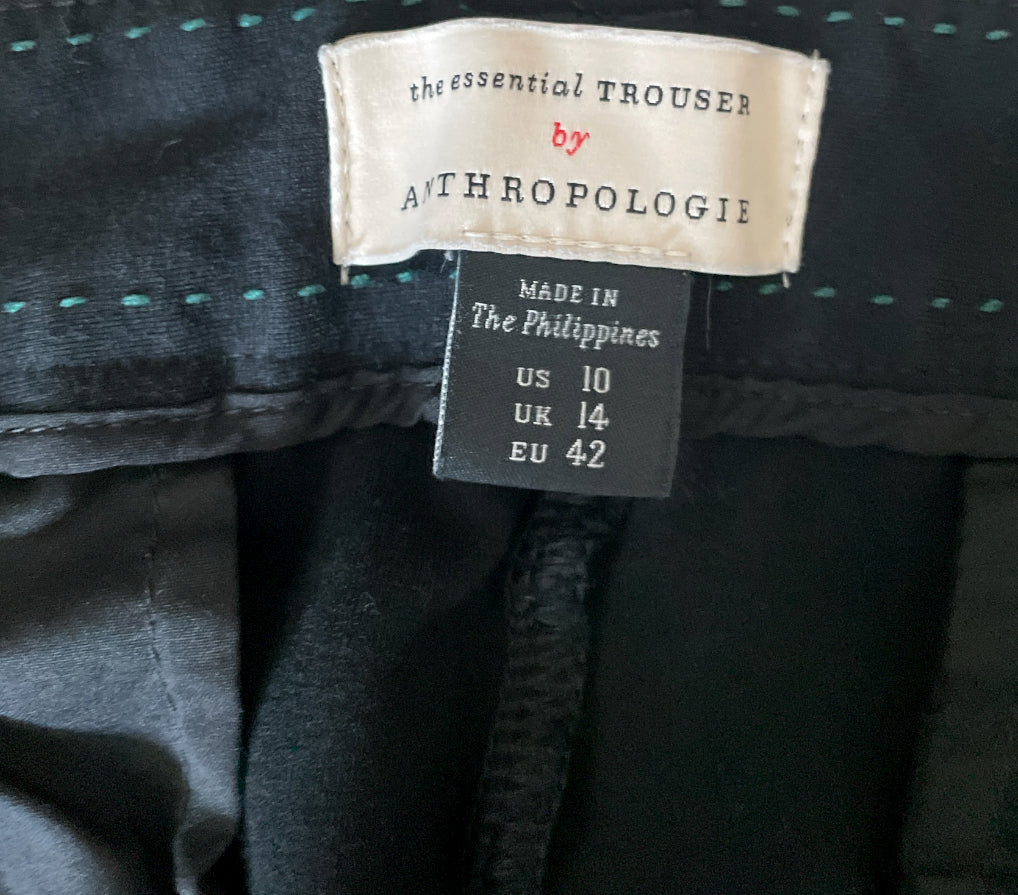 the essential TROUSER
by
ANTHROPOLOGIE
MADE IN
The Philippines
US 10
UK 14
EU 42